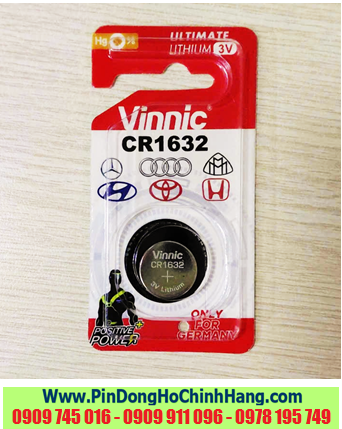 Hg 0%
ULTIMATE
LITHIUM 3V
Vinnic
CR1632
Vinnic
CR1632
+
3V Lithium
POSITIVE
POWER+
ONLY
FOR
GERMANY
www.PinDongHoChinhHang.com
0909 745 016 - 0909 911 096 - 0978 195 749